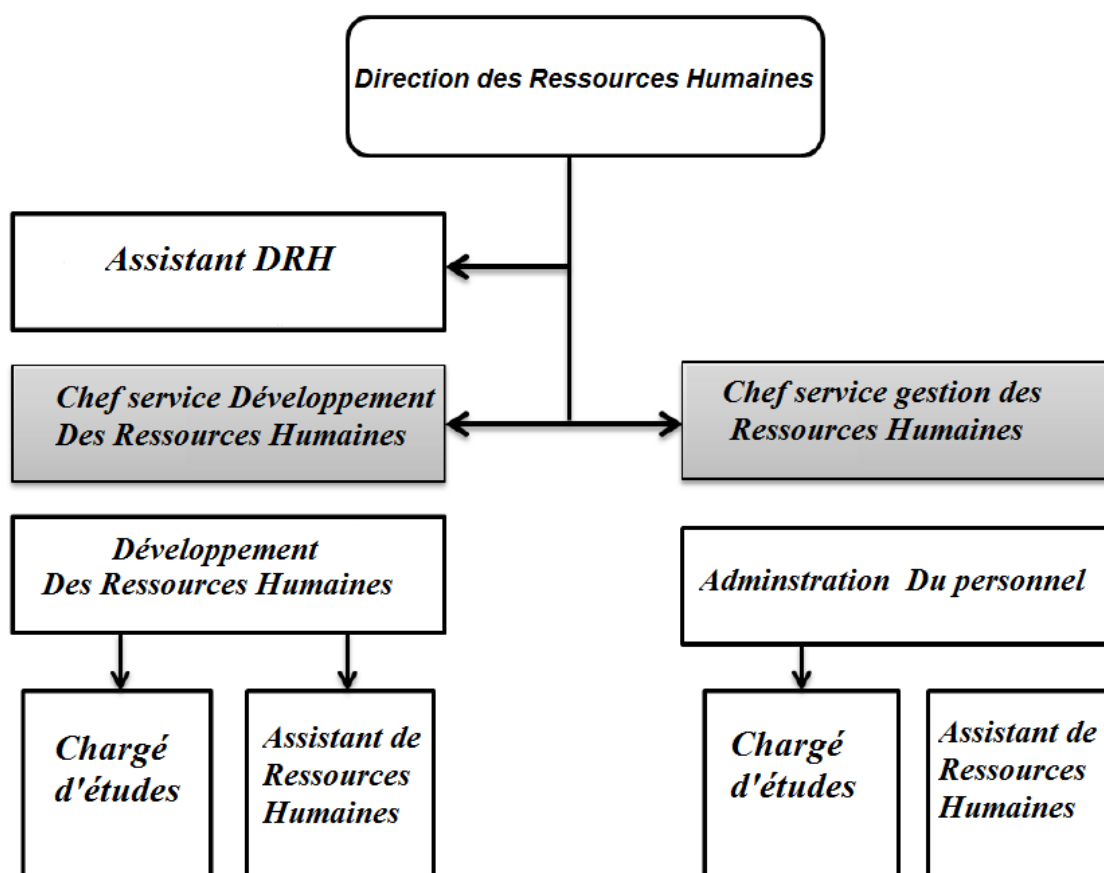 Direction des Ressources Humaines
Assistant DRH
Chef service Développement
Des Ressources Humaines
Chef service gestion des
Ressources Humaines
Développement
Des Ressources Humaines
Adminstration Du personnel
Chargé
d'études
Assistant de
Ressources
Humaines
Chargé
d'études
Assistant de
Ressources
Humaines